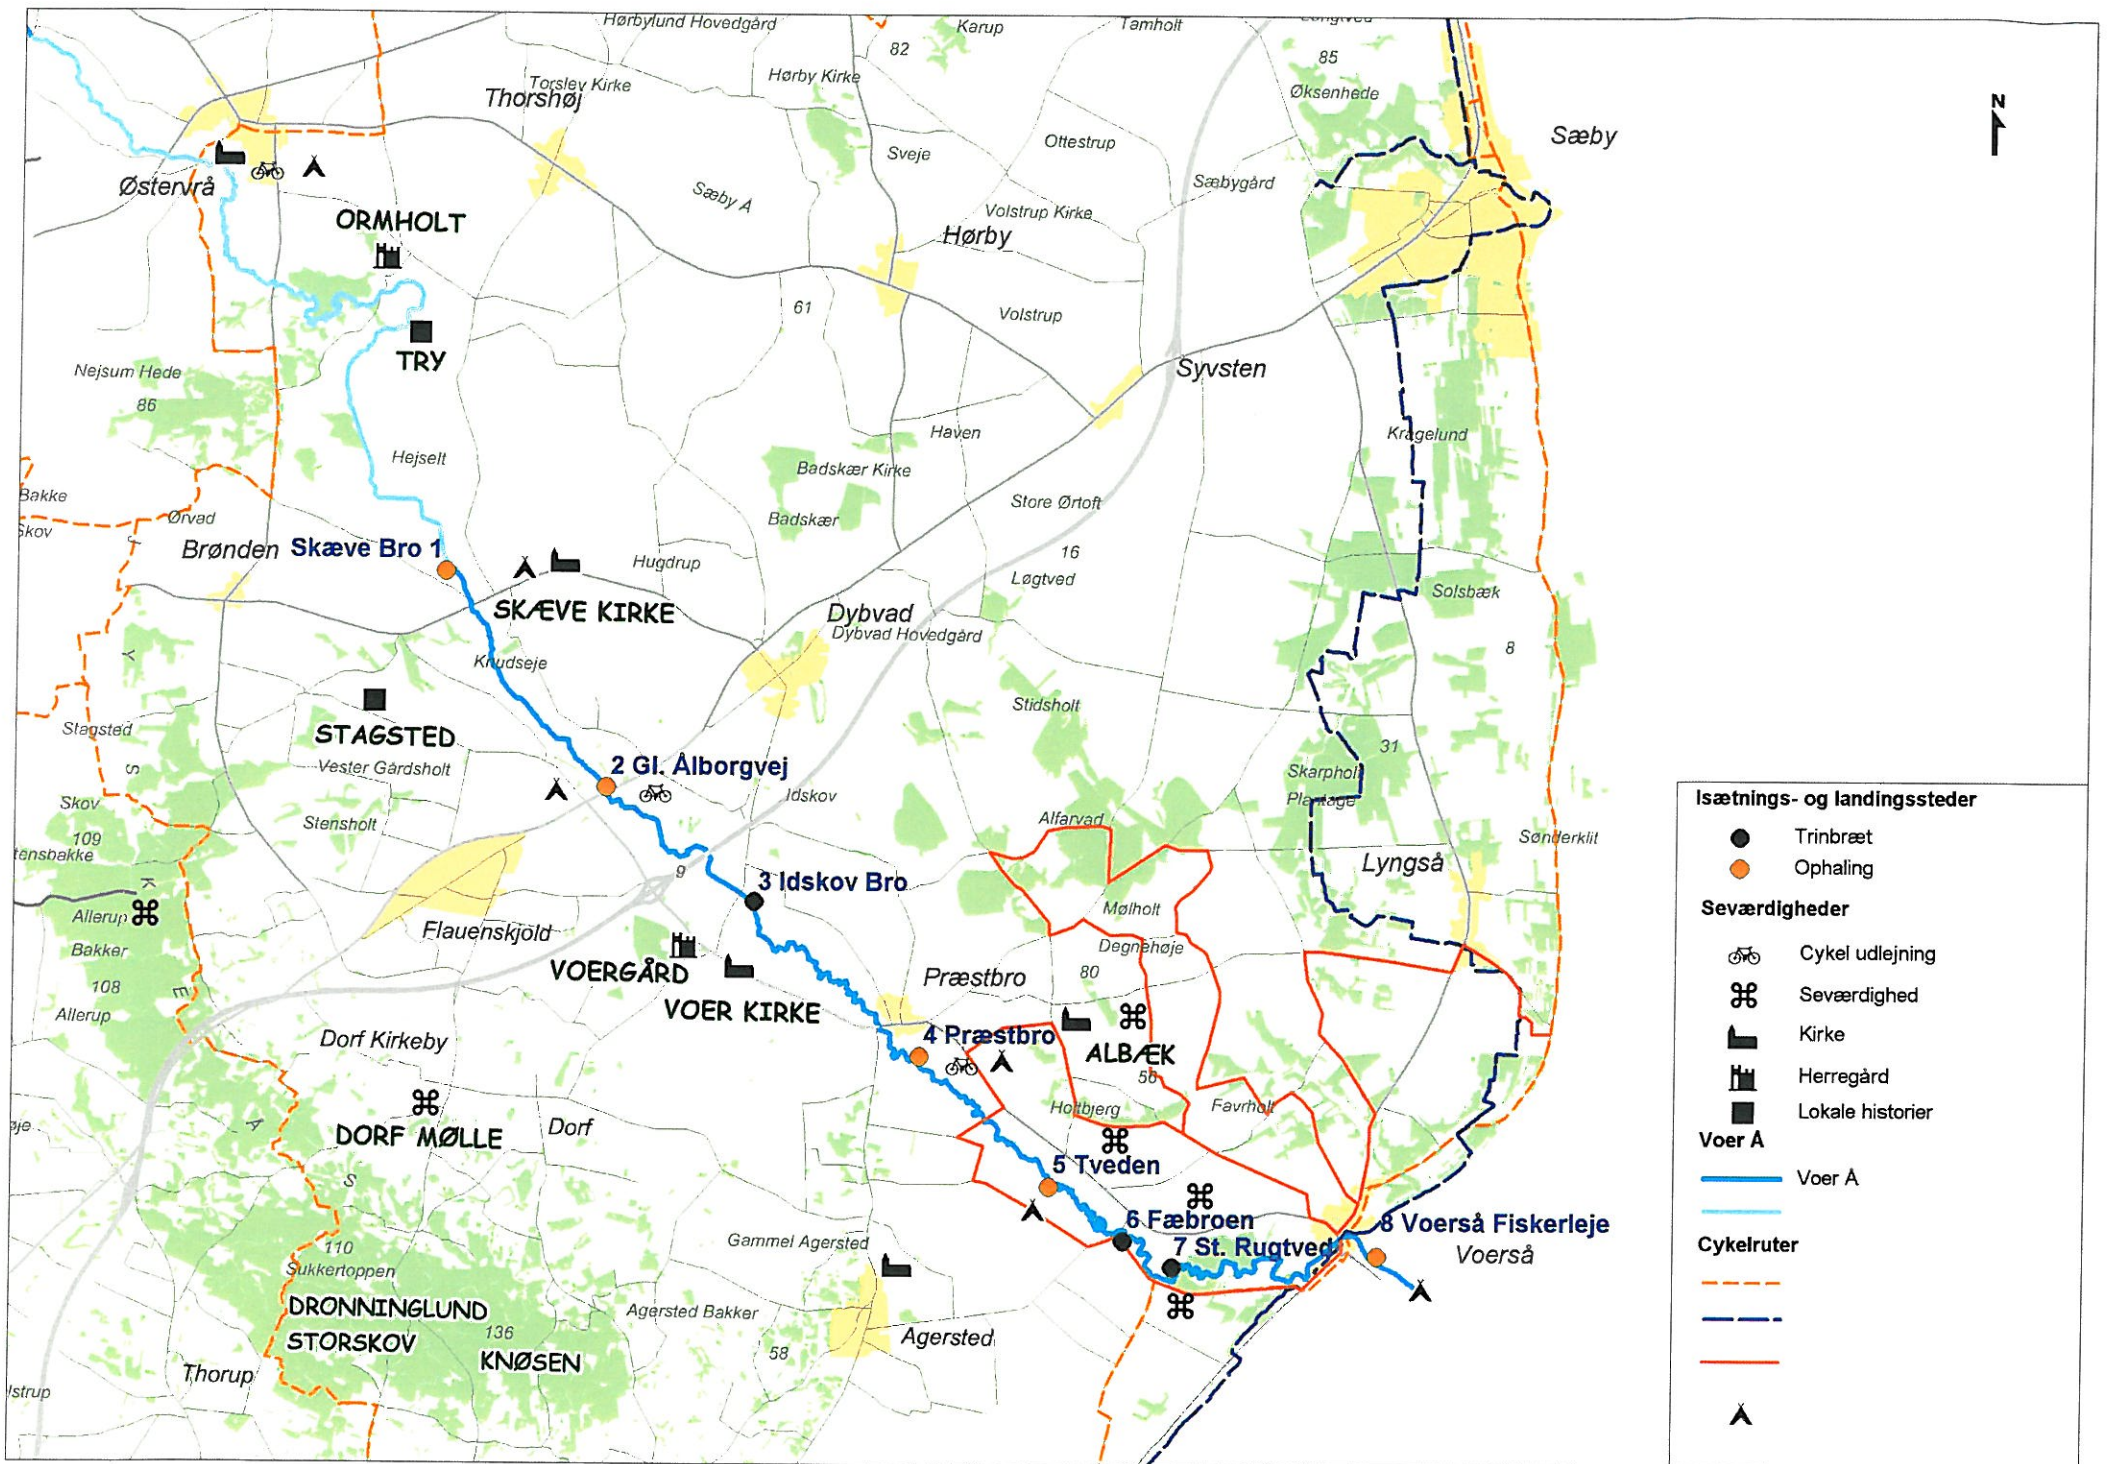 Hørbylund Hovedgård
Karup
Tamholt
82
85
Torslev Kirke
Hørby Kirke
Thorshøj
Øksenhede
Sæby
N
Ottestrup
Sveje
Østervrå
Sæby Å
Sæbygård
ORMHOLT
Volstrup Kirke
Hørby
61
Volstrup
TRY
Nejsum Hede
Syvsten
86
Haven
Kragelund
Hejselt
Badskær Kirke
Bakke
Store Ørtoft
Ørvad
Badskær
Skov
Brønden
Skæve Bro 1
16
Hugdrup
Løgtved
Solsbæk
SKÆVE KIRKE
Dybvad
Dybvad Hovedgård
8
Knudseje
J
Y
S
K
E
Å
S
Stidsholt
Stagsted
STAGSTED
31
Vester Gårdsholt
2 Gl. Ålborgvej
Skarphol
Plantage
Idskov
Skov
Stensholt
Alfarvad
109
Sønderklit
tensbakke
Lyngså
9
3 Idskov Bro
Allerup
Mølholt
Flauenskjold
Bakker
Degnehøje
VOERGÅRD
Præstbro
80
108
VOER KIRKE
Allerup
4 Præstbro
Dorf Kirkeby
ALBÆK
56
Holtbjerg
Favrholt
øje
Dorf
DORF MØLLE
5 Tveden
6 Fæbroen
8 Voerså Fiskerleje
Gammel Agersted
110
7 St. Rugtved
Voerså
Sukkertoppen
DRONNINGLUND
STORSKOV
Agersted Bakker
136
Agersted
58
KNØSEN
Thorup
lstrup
Isætnings- og landingssteder
Trinbræt
Ophaling
Seværdigheder
Cykel udlejning
Seværdighed
Kirke
Herregård
Lokale historier
Voer Å
Voer Å
Cykelruter